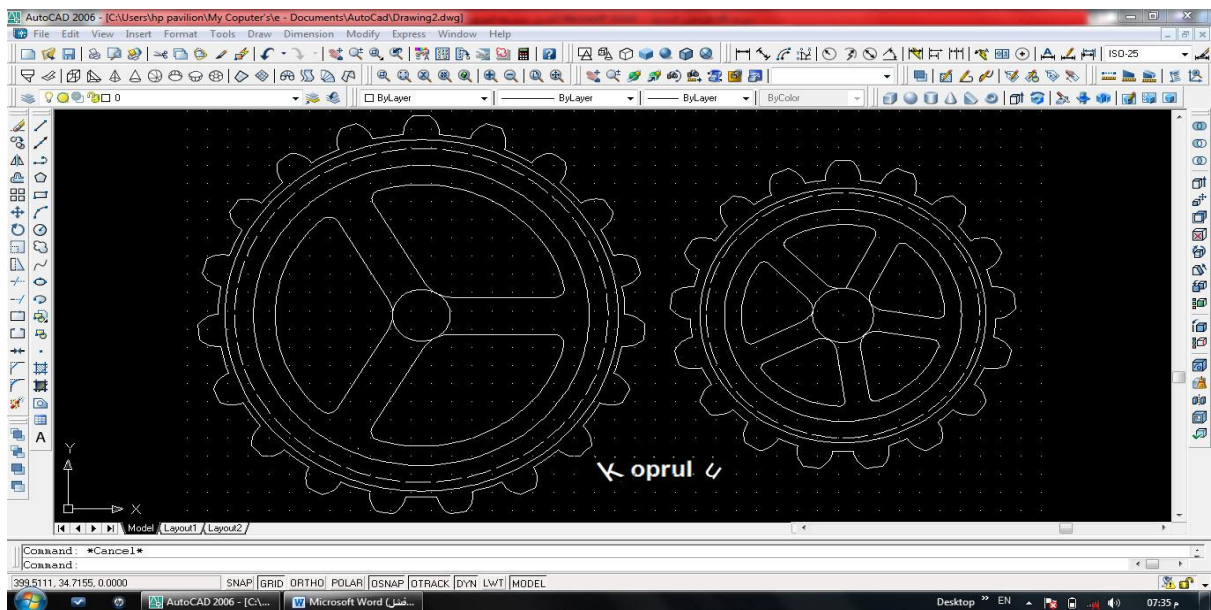 AutoCAD 2006 - [C:\Users\hp pavilion\My Coputer's\e - Documents\AutoCad\Drawing2.dwg]
File Edit View Insert Format Tools Draw Dimension Modify Express Window Help
ISO-25
0 ByLayer ByLayer ByLayer ByColor
A
Y
X
K oprul u
Model Layout1 Layout2
Command: *Cancel*
Command:
399.5111, 34.7155, 0.0000 SNAP GRID ORTHO POLAR OSNAP OTRACK DYN LWT MODEL
AutoCAD 2006 - [C:\... Microsoft Word (فشل... Desktop » EN 07:35 م